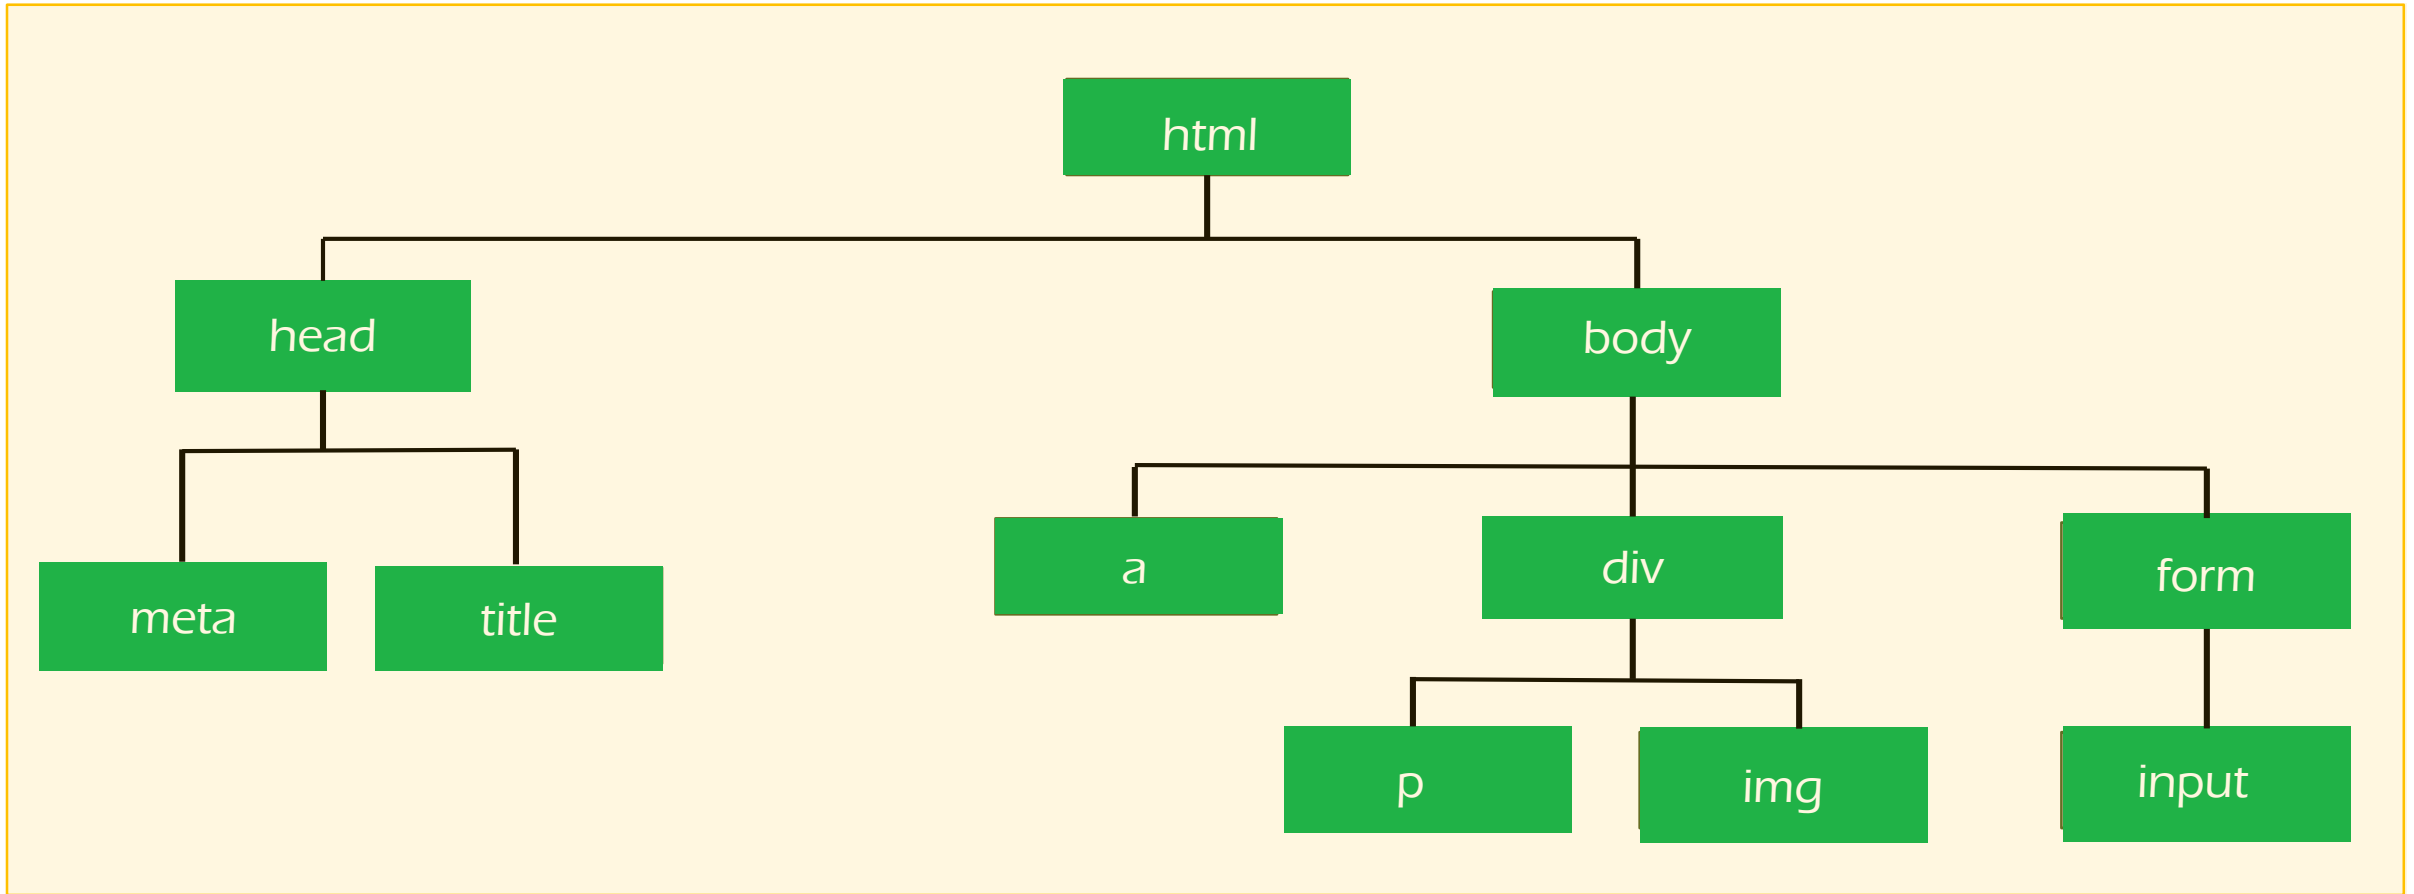 html
head
body
meta
title
a
div
form
p
img
input